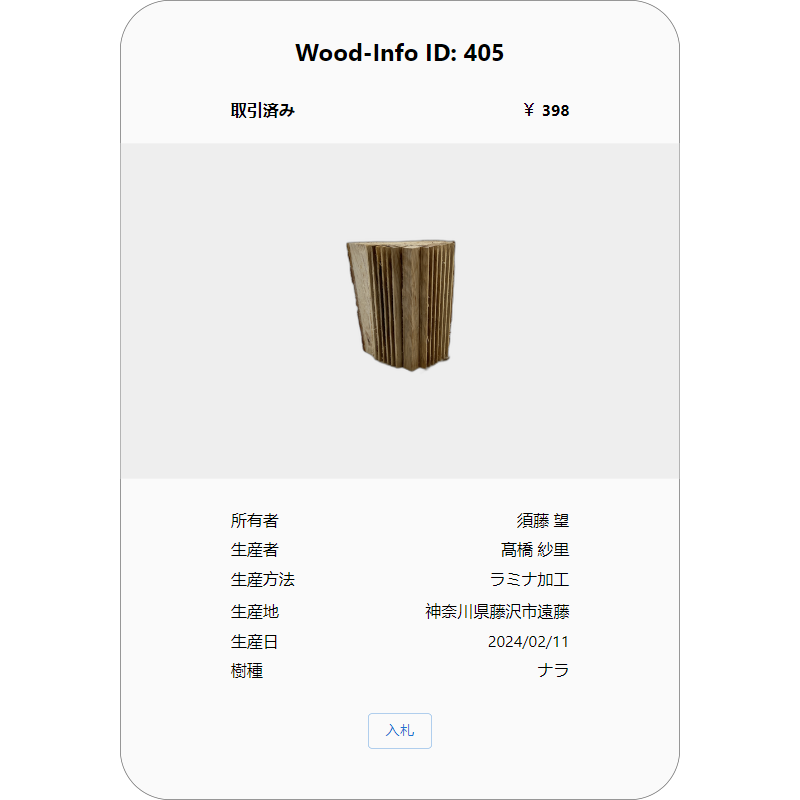 Wood-Info ID: 405
取引済み ￥ 398
所有者 須藤 望
生産者 髙橋 紗里
生産方法 ラミナ加工
生産地 神奈川県藤沢市遠藤
生産日 2024/02/11
樹種 ナラ
入札